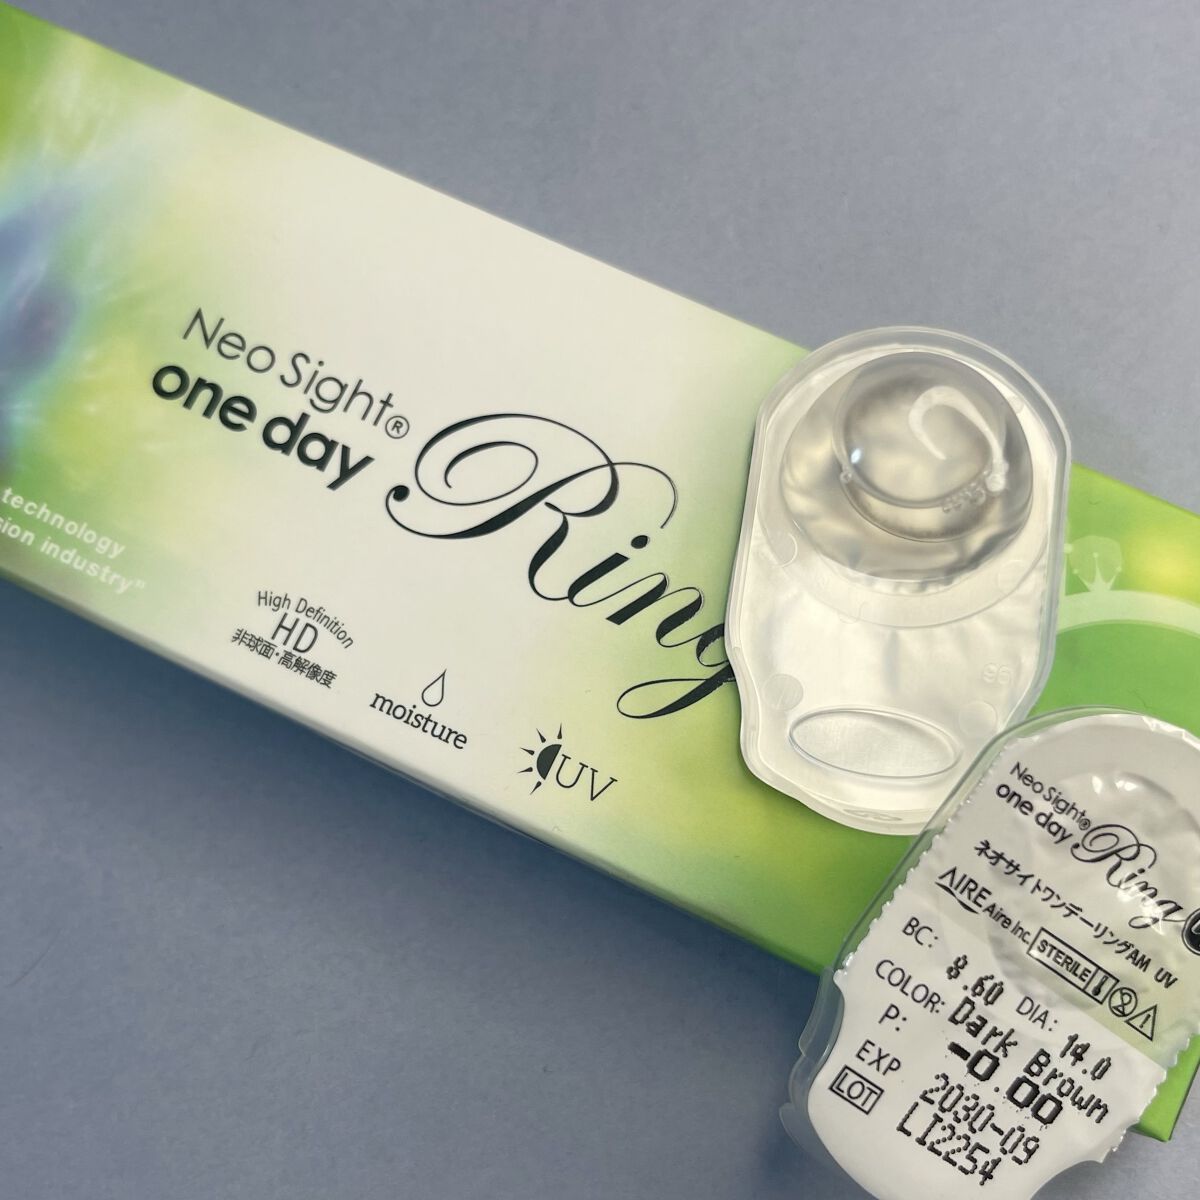 Neo Sight®
one day
Ring
technology
sion industry"
High Definition
HD
非球面・高解像度
moisture
UV
Neo Sight®
one day
Ring
ネオサイトワンデーリングAM UV
AIRE Aire Inc. STERILE
BC: 8.60 DIA: 14.0
COLOR: Dark Brown
P: -0.00
EXP 2030-09
LOT LI2254